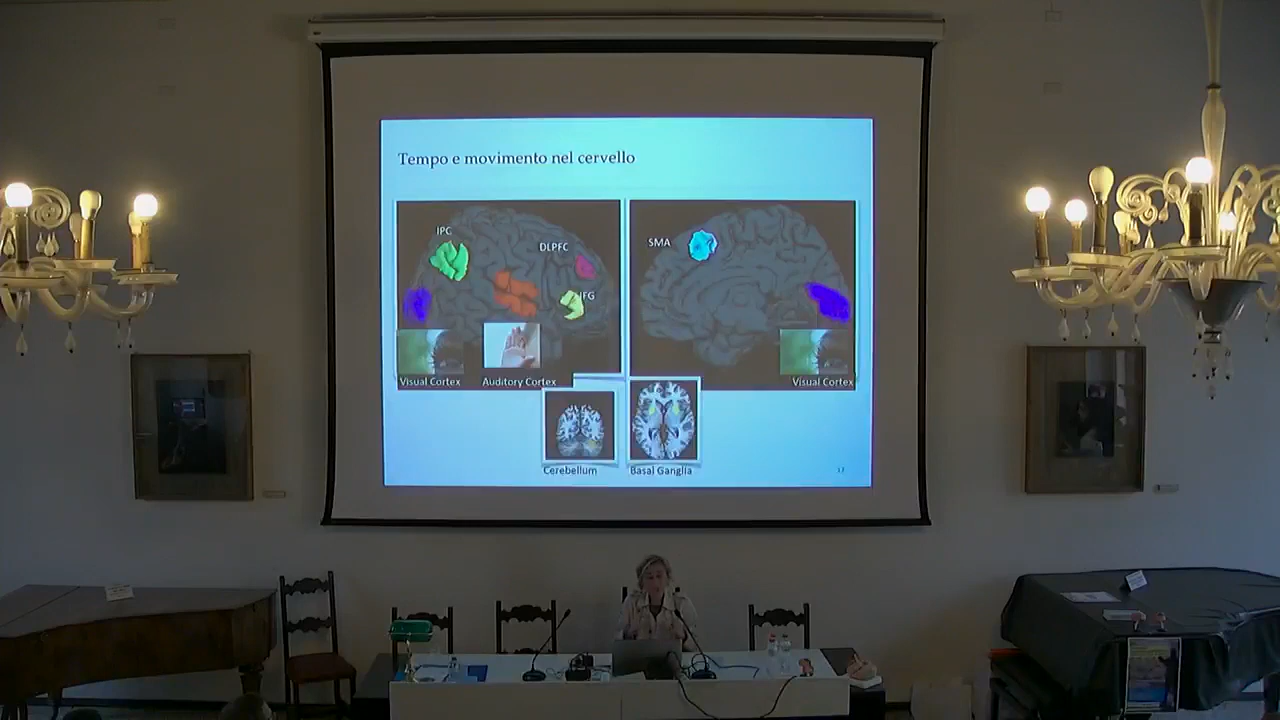 Tempo e movimento nel cervello
IPC
DLPFC
IFG
SMA
Visual Cortex
Auditory Cortex
Visual Cortex
Cerebellum
Basal Ganglia